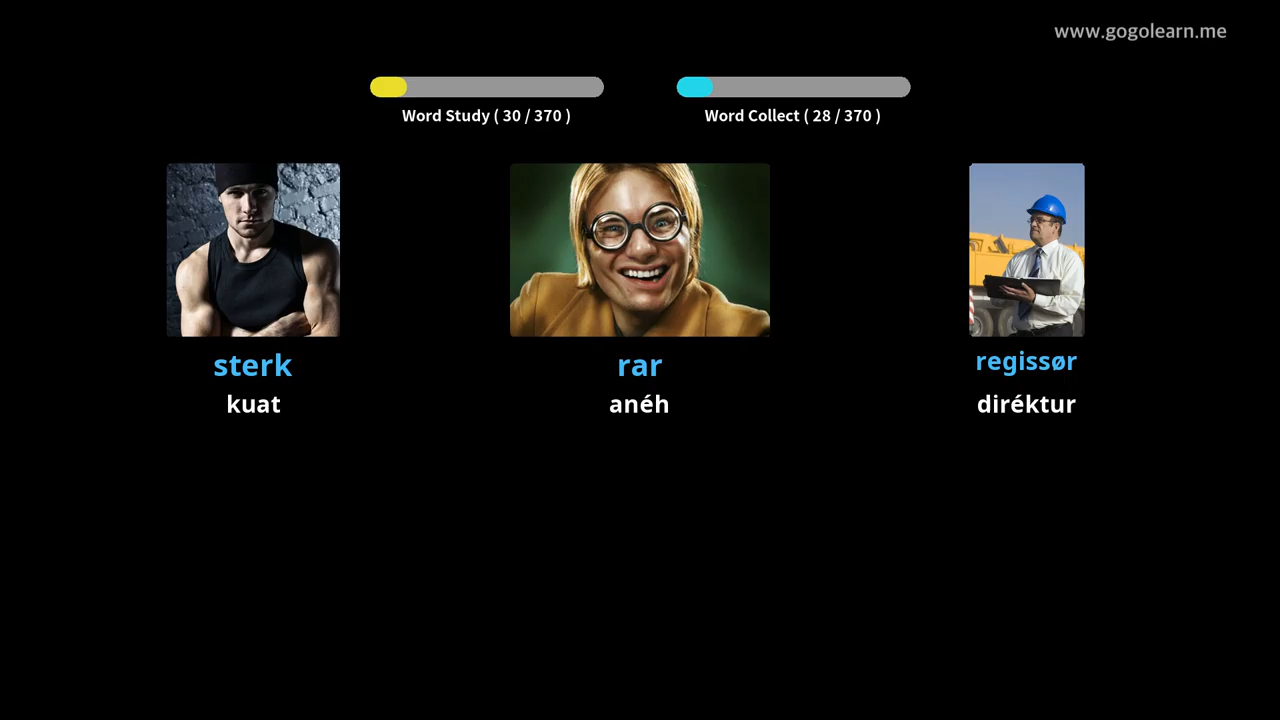 www.gogolearn.me
Word Study ( 30 / 370 )
Word Collect ( 28 / 370 )
sterk
kuat
rar
anéh
regissør
diréktur